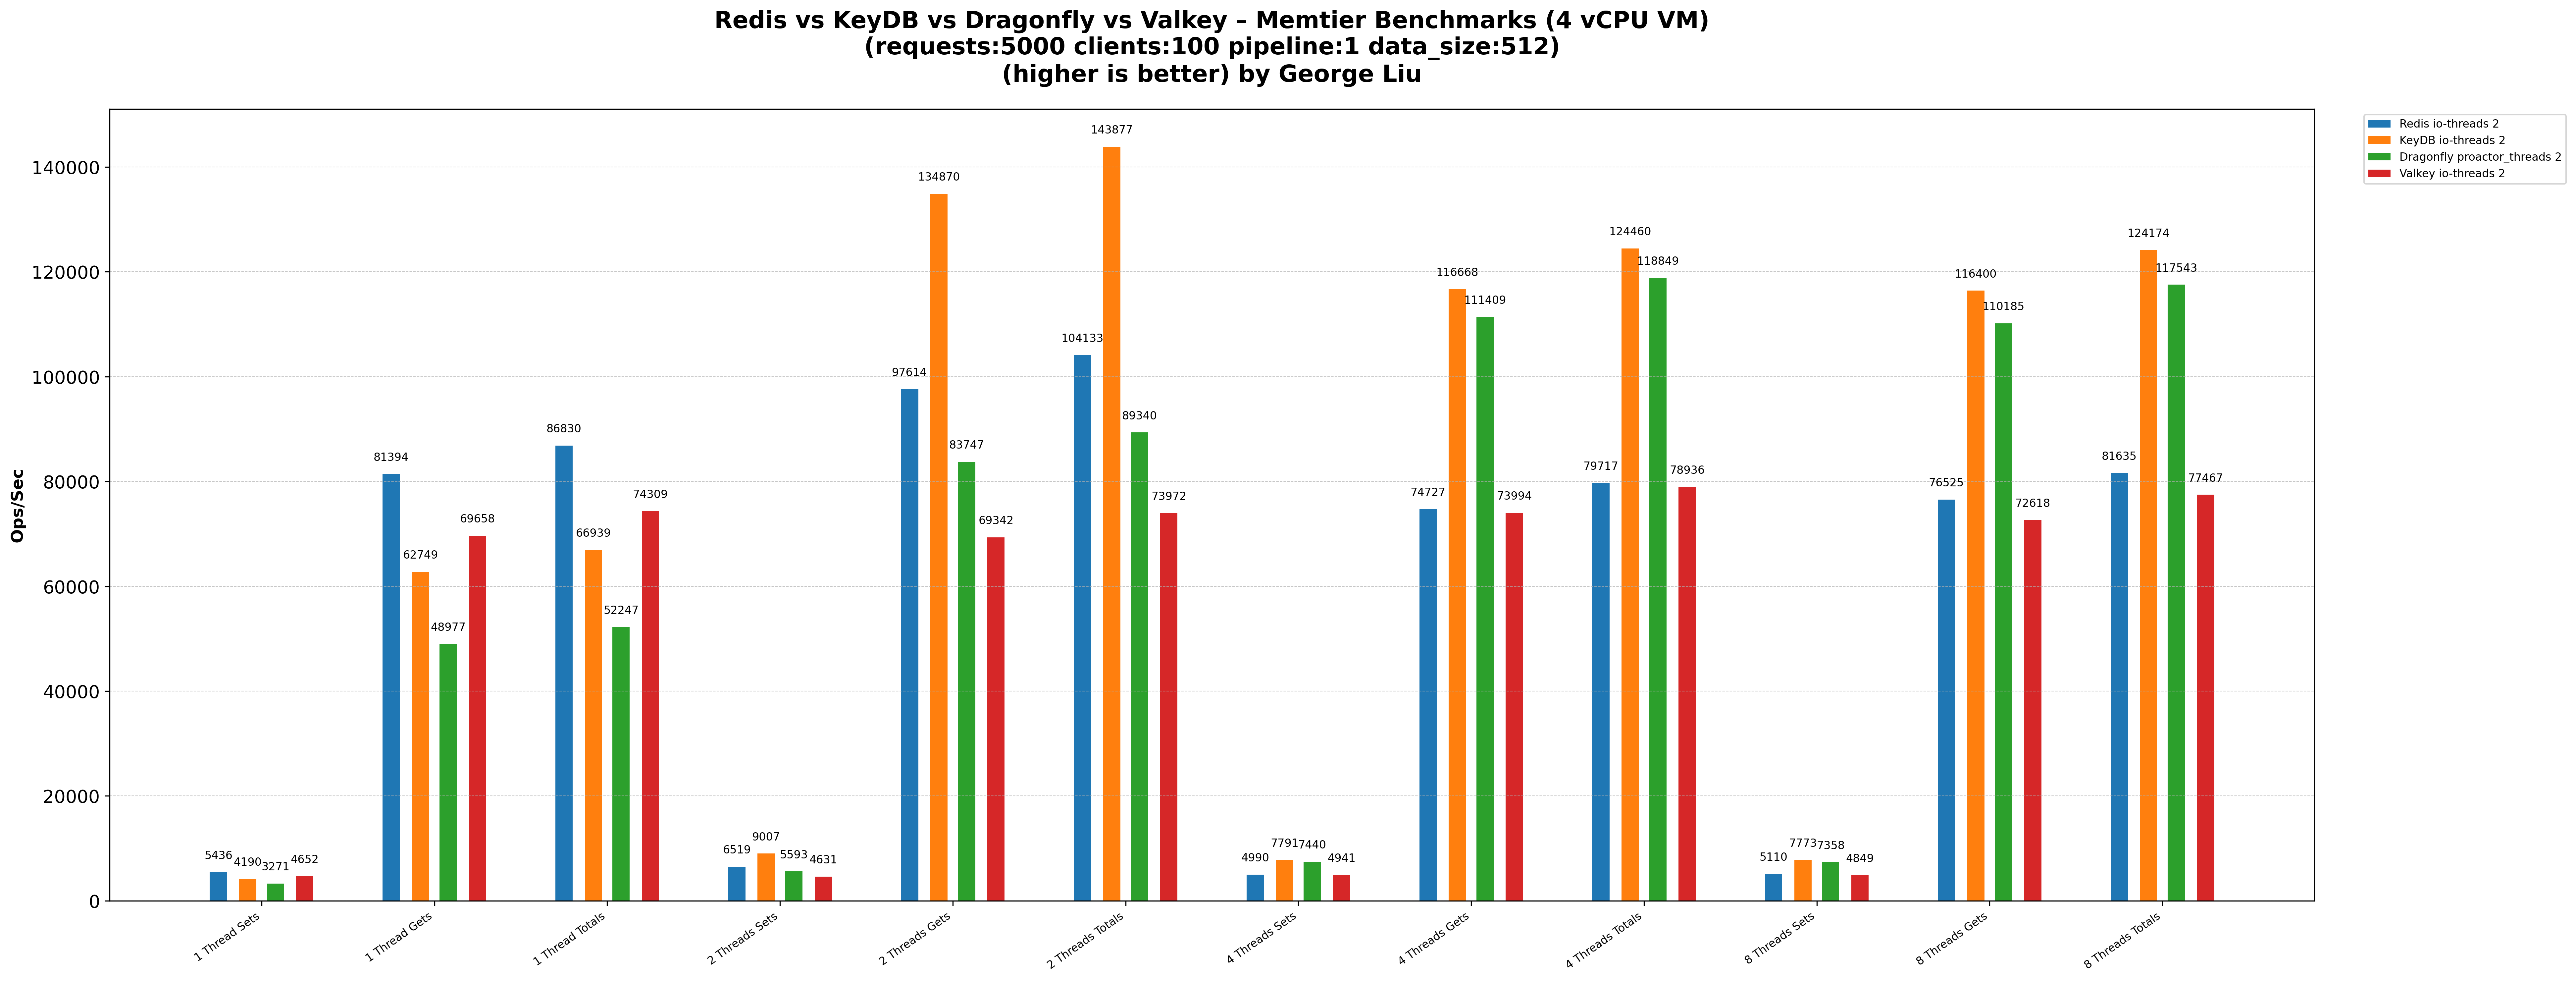 Redis vs KeyDB vs Dragonfly vs Valkey – Memtier Benchmarks (4 vCPU VM)
(requests:5000 clients:100 pipeline:1 data_size:512)
(higher is better) by George Liu
Redis io-threads 2
KeyDB io-threads 2
Dragonfly proactor_threads 2
Valkey io-threads 2
Ops/Sec
140000
120000
100000
80000
60000
40000
20000
0
5436
4190
3271
4652
81394
62749
48977
69658
86830
66939
52247
74309
6519
9007
5593
4631
97614
134870
83747
69342
104133
143877
89340
73972
4990
7791
7440
4941
74727
116668
111409
73994
79717
124460
118849
78936
5110
7773
7358
4849
76525
116400
110185
72618
81635
124174
117543
77467
1 Thread Sets
1 Thread Gets
1 Thread Totals
2 Threads Sets
2 Threads Gets
2 Threads Totals
4 Threads Sets
4 Threads Gets
4 Threads Totals
8 Threads Sets
8 Threads Gets
8 Threads Totals